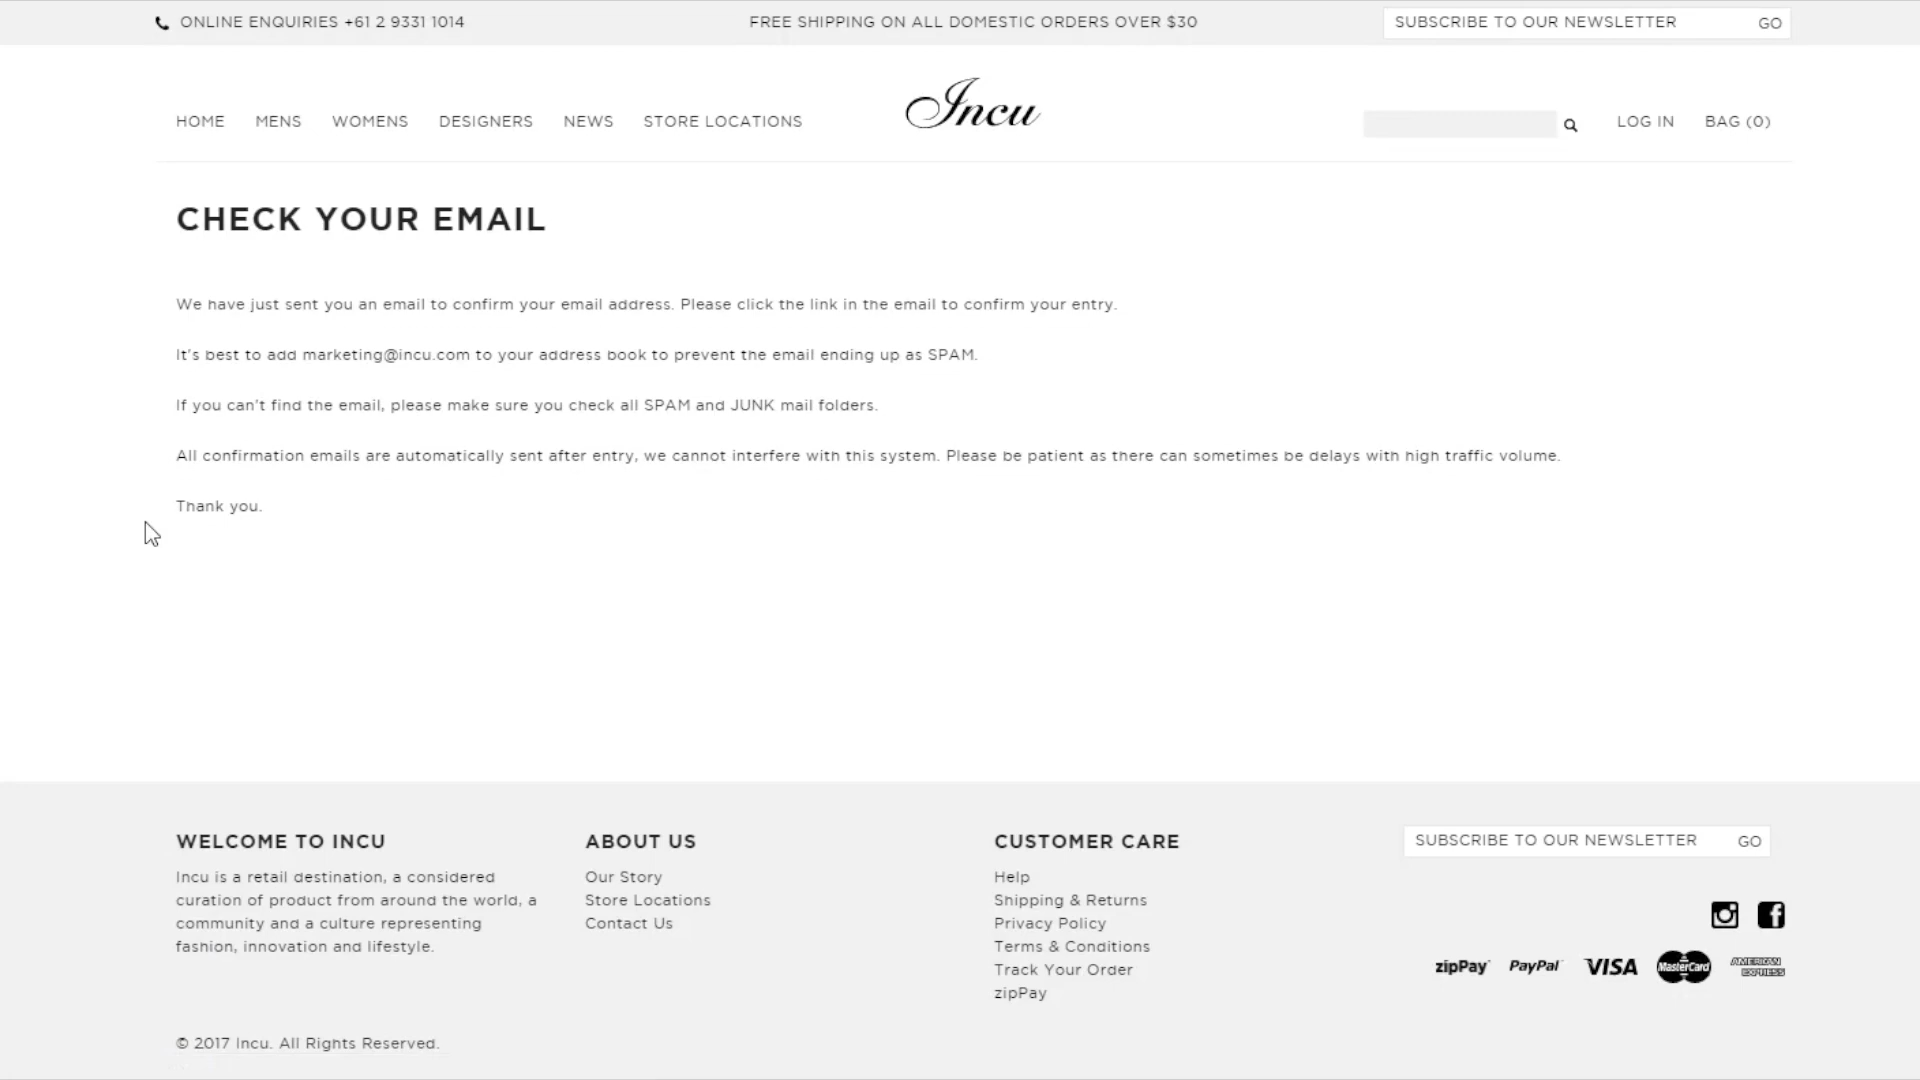 ONLINE ENQUIRIES +61 2 9331 1014
FREE SHIPPING ON ALL DOMESTIC ORDERS OVER $30
SUBSCRIBE TO OUR NEWSLETTER
GO
HOME
MENS
WOMENS
DESIGNERS
NEWS
STORE LOCATIONS
Incu
LOG IN
BAG (0)
CHECK YOUR EMAIL
We have just sent you an email to confirm your email address. Please click the link in the email to confirm your entry.
It's best to add marketing@incu.com to your address book to prevent the email ending up as SPAM.
If you can't find the email, please make sure you check all SPAM and JUNK mail folders.
All confirmation emails are automatically sent after entry, we cannot interfere with this system. Please be patient as there can sometimes be delays with high traffic volume.
Thank you.
WELCOME TO INCU
Incu is a retail destination, a considered
curation of product from around the world, a
community and a culture representing
fashion, innovation and lifestyle.
ABOUT US
Our Story
Store Locations
Contact Us
CUSTOMER CARE
Help
Shipping & Returns
Privacy Policy
Terms & Conditions
Track Your Order
zipPay
SUBSCRIBE TO OUR NEWSLETTER
GO
zipPay
PayPal
VISA
MasterCard
AMERICAN
EXPRESS
© 2017 Incu. All Rights Reserved.